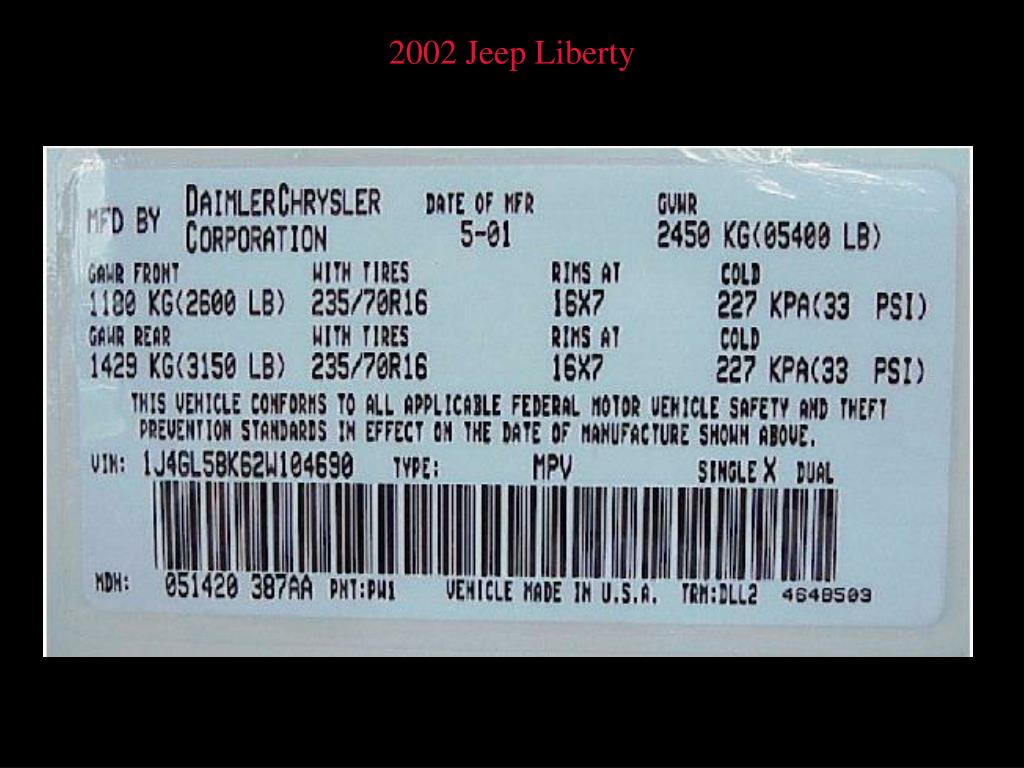 2002 Jeep Liberty
MFD BY DAIMLERCHRYSLER CORPORATION DATE OF MFR 5-01 GVWR 2450 KG(05400 LB)
GAWR FRONT WITH TIRES RIMS AT COLD
1180 KG(2600 LB) 235/70R16 16X7 227 KPA(33 PSI)
GAWR REAR WITH TIRES RIMS AT COLD
1429 KG(3150 LB) 235/70R16 16X7 227 KPA(33 PSI)
THIS VEHICLE CONFORMS TO ALL APPLICABLE FEDERAL MOTOR VEHICLE SAFETY AND THEFT
PREVENTION STANDARDS IN EFFECT ON THE DATE OF MANUFACTURE SHOWN ABOVE.
VIN: 1J4GL58K62W104690 TYPE: MPV SINGLE X DUAL
MDH: 051420 387AA PNT:PW1 VEHICLE MADE IN U.S.A. TRM:DLL2 4648503